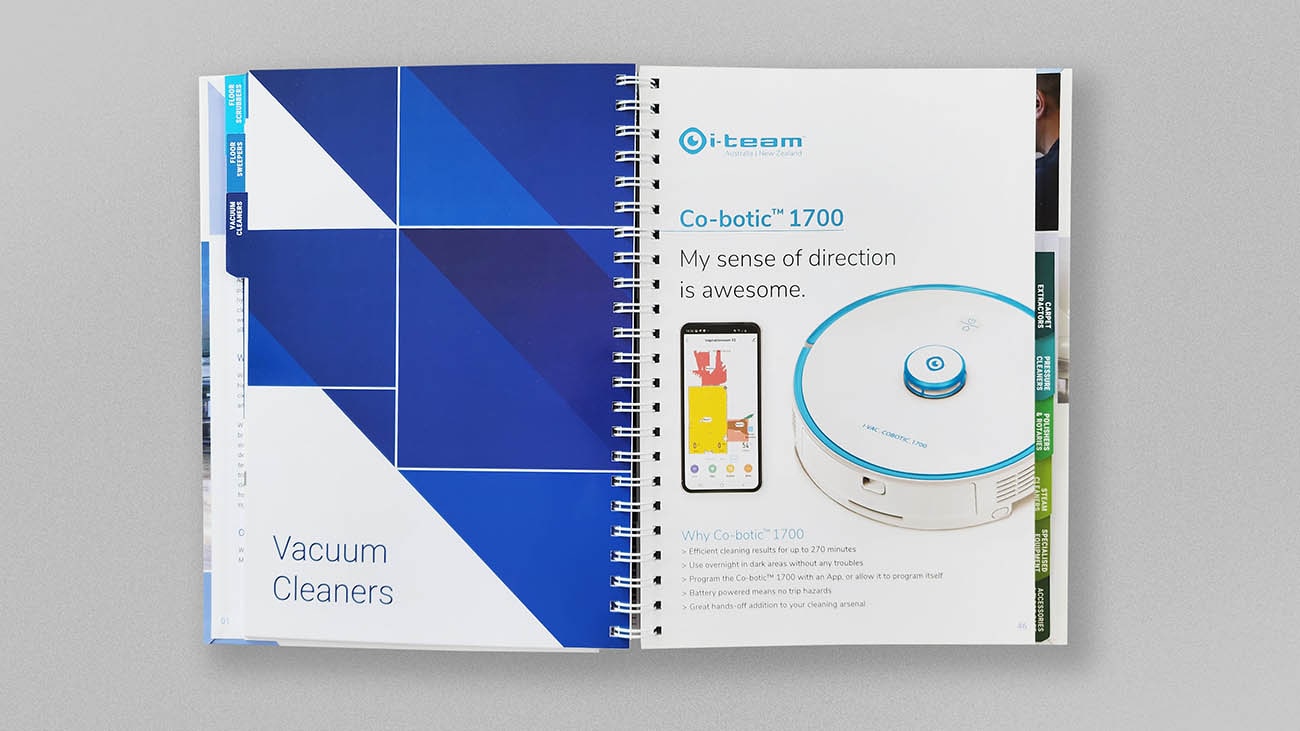 FLOOR
SCRUBBERS
FLOOR
SWEEPERS
VACUUM
CLEANERS
Vacuum
Cleaners
01
i-team™
Australia | New Zealand
Co-botic™ 1700
My sense of direction
is awesome.
I-VAC COBOTIC 1700
Why Co-botic™ 1700
> Efficient cleaning results for up to 270 minutes
> Use overnight in dark areas without any troubles
> Program the Co-botic™ 1700 with an App, or allow it to program itself
> Battery powered means no trip hazards
> Great hands-off addition to your cleaning arsenal
46
CARPET
EXTRACTORS
PRESSURE
CLEANERS
POLISHERS
& ROTARIES
STEAM
CLEANERS
SPECIALISED
EQUIPMENT
ACCESSORIES